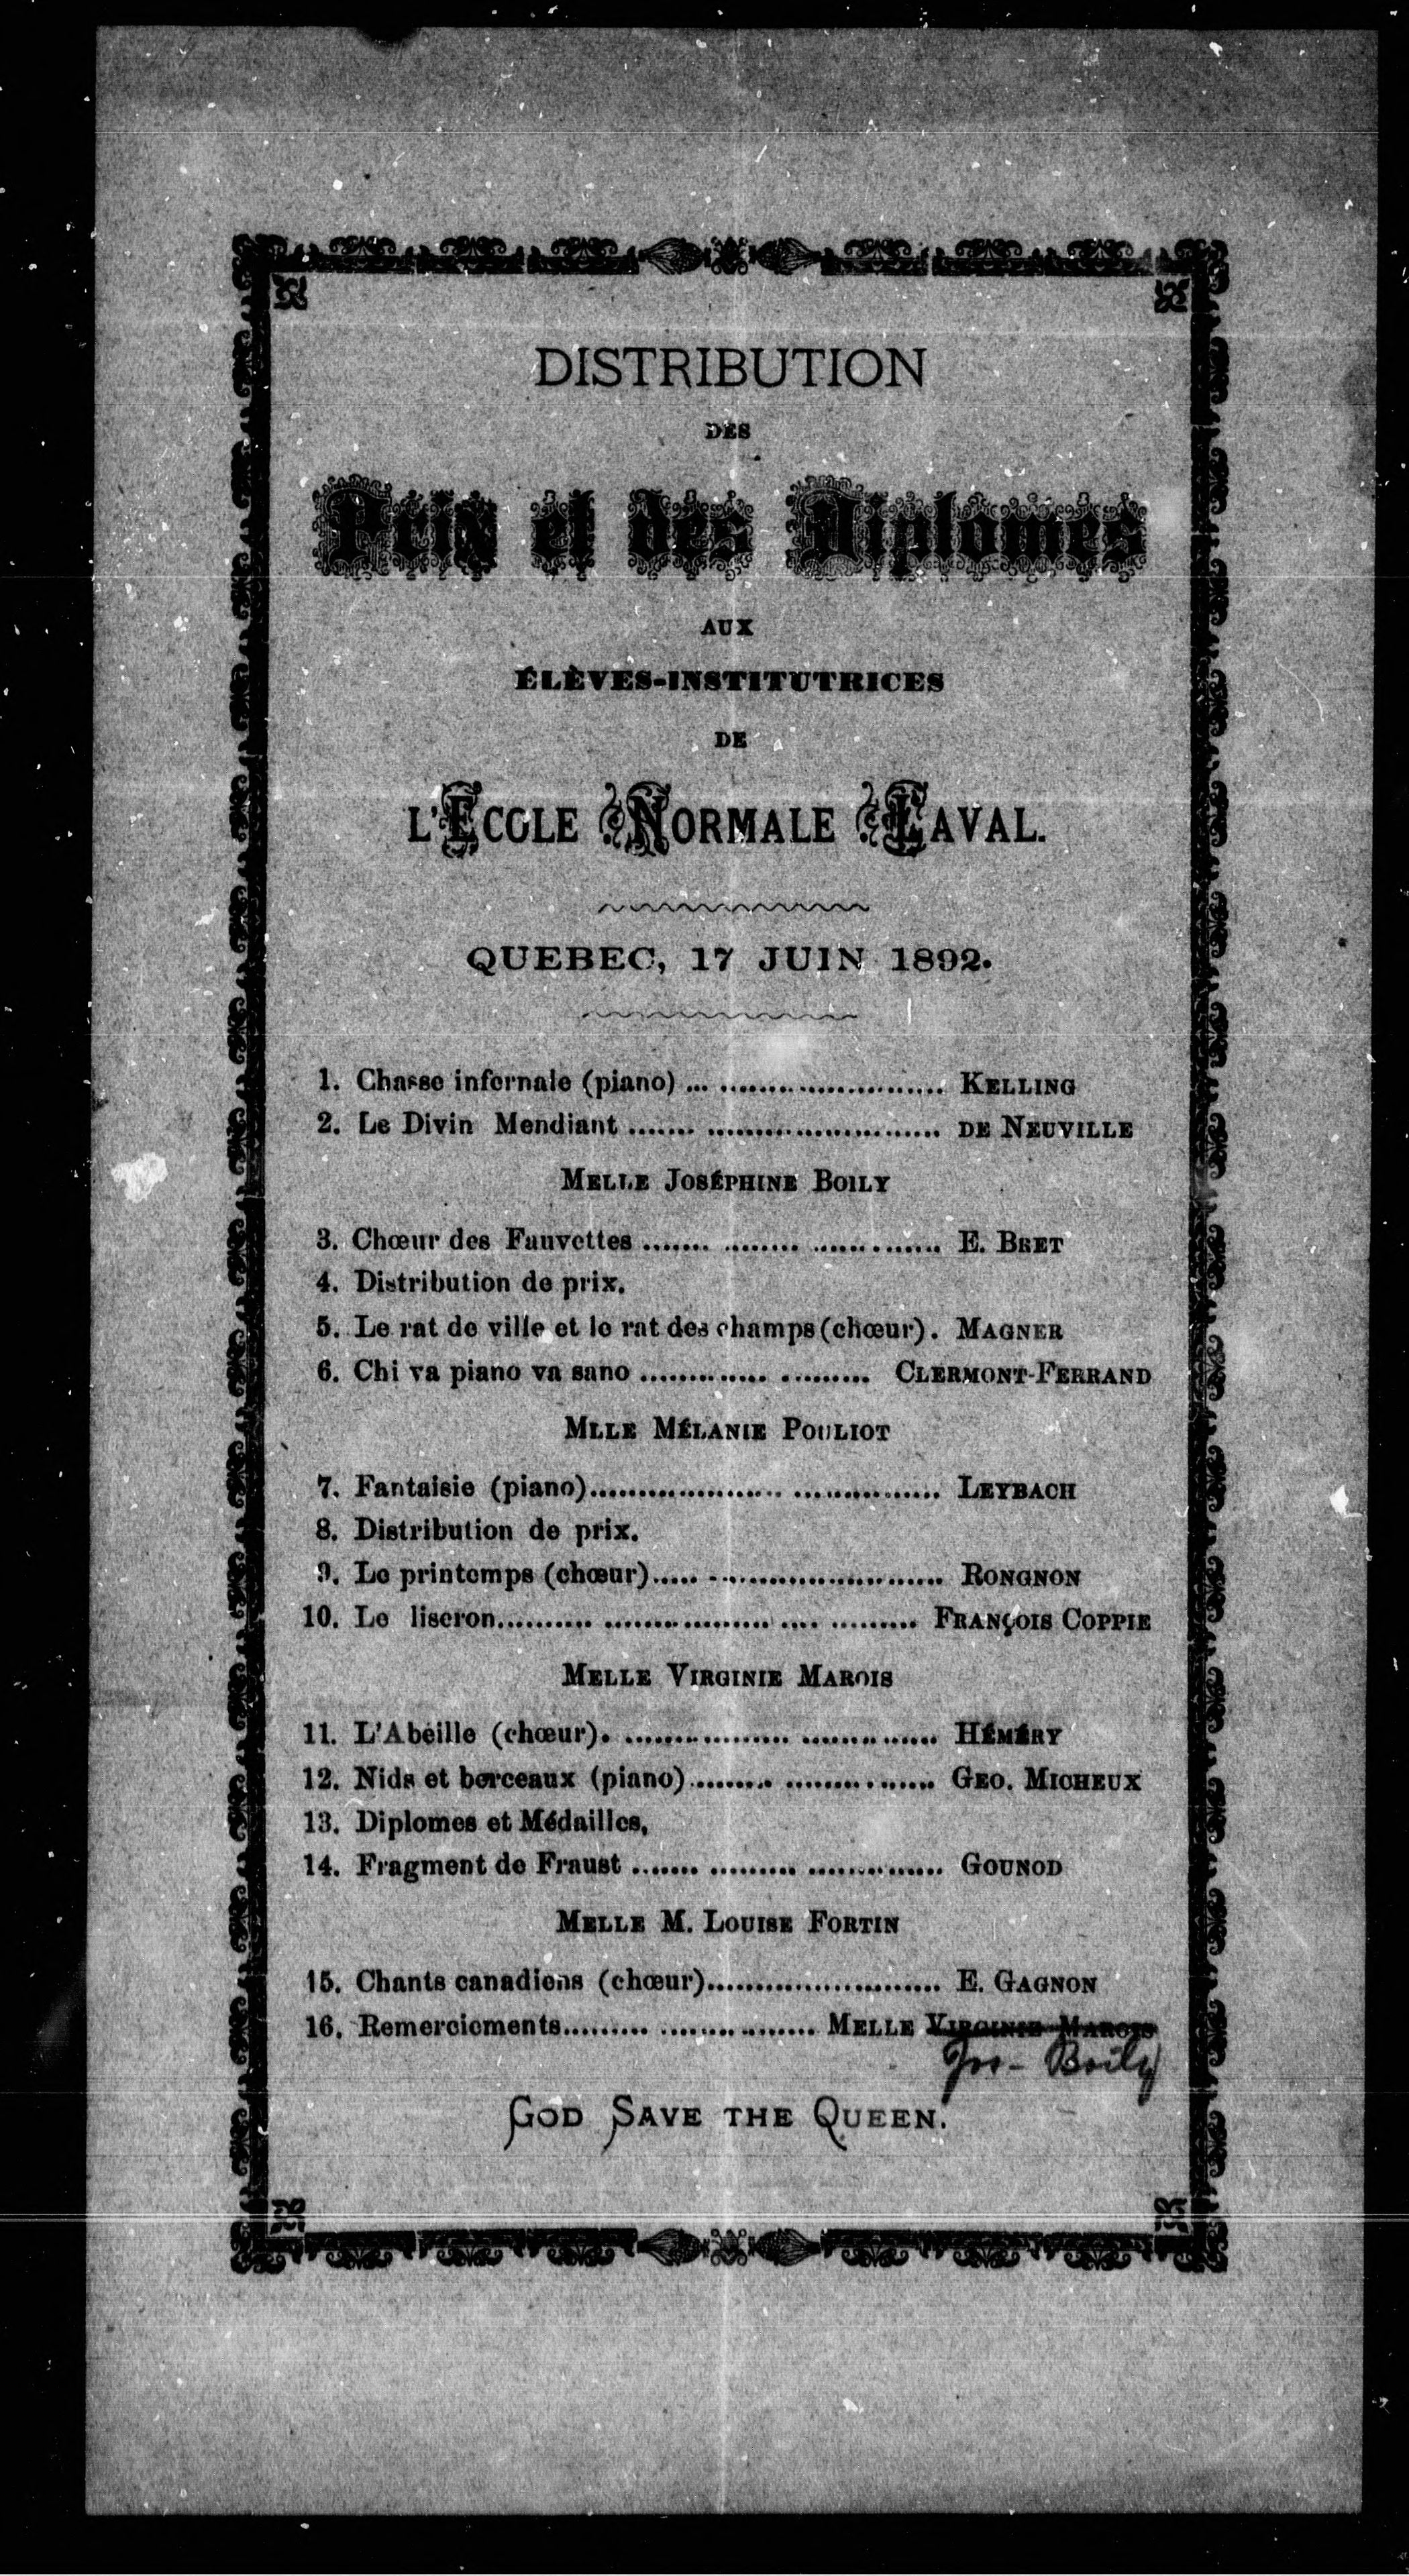 DISTRIBUTION
DES
Prix et des Diplomes
AUX
ÉLÈVES-INSTITUTRICES
DE
L'ECOLE NORMALE LAVAL.
QUEBEC, 17 JUIN 1892.
1. Chasse infernale (piano) ... ........................ KELLING
2. Le Divin Mendiant ....... ........................ DE NEUVILLE
MELLE JOSÉPHINE BOILY
3. Chœur des Fauvettes ....... ........ ............. E. BRET
4. Distribution de prix.
5. Le rat de ville et le rat des champs (chœur). MAGNER
6. Chi va piano va sano ............. ......... CLERMONT-FERRAND
MLLE MÉLANIE POULIOT
7. Fantaisie (piano).................... ............... LEYBACH
8. Distribution de prix.
9. Le printemps (chœur)..... ........................ RONGNON
10. Le liseron.......... ................. .... ......... FRANÇOIS COPPIE
MELLE VIRGINIE MAROIS
11. L'Abeille (chœur). ................. .............. HÉMÉRY
12. Nids et berceaux (piano)......... ............... GEO. MICHEUX
13. Diplomes et Médailles.
14. Fragment de Fraust ....... ......... .............. GOUNOD
MELLE M. LOUISE FORTIN
15. Chants canadiens (chœur)........................ E. GAGNON
16. Remerciements......... ................ MELLE VIRGINIE MAROIS
Jos- Boily
GOD SAVE THE QUEEN.